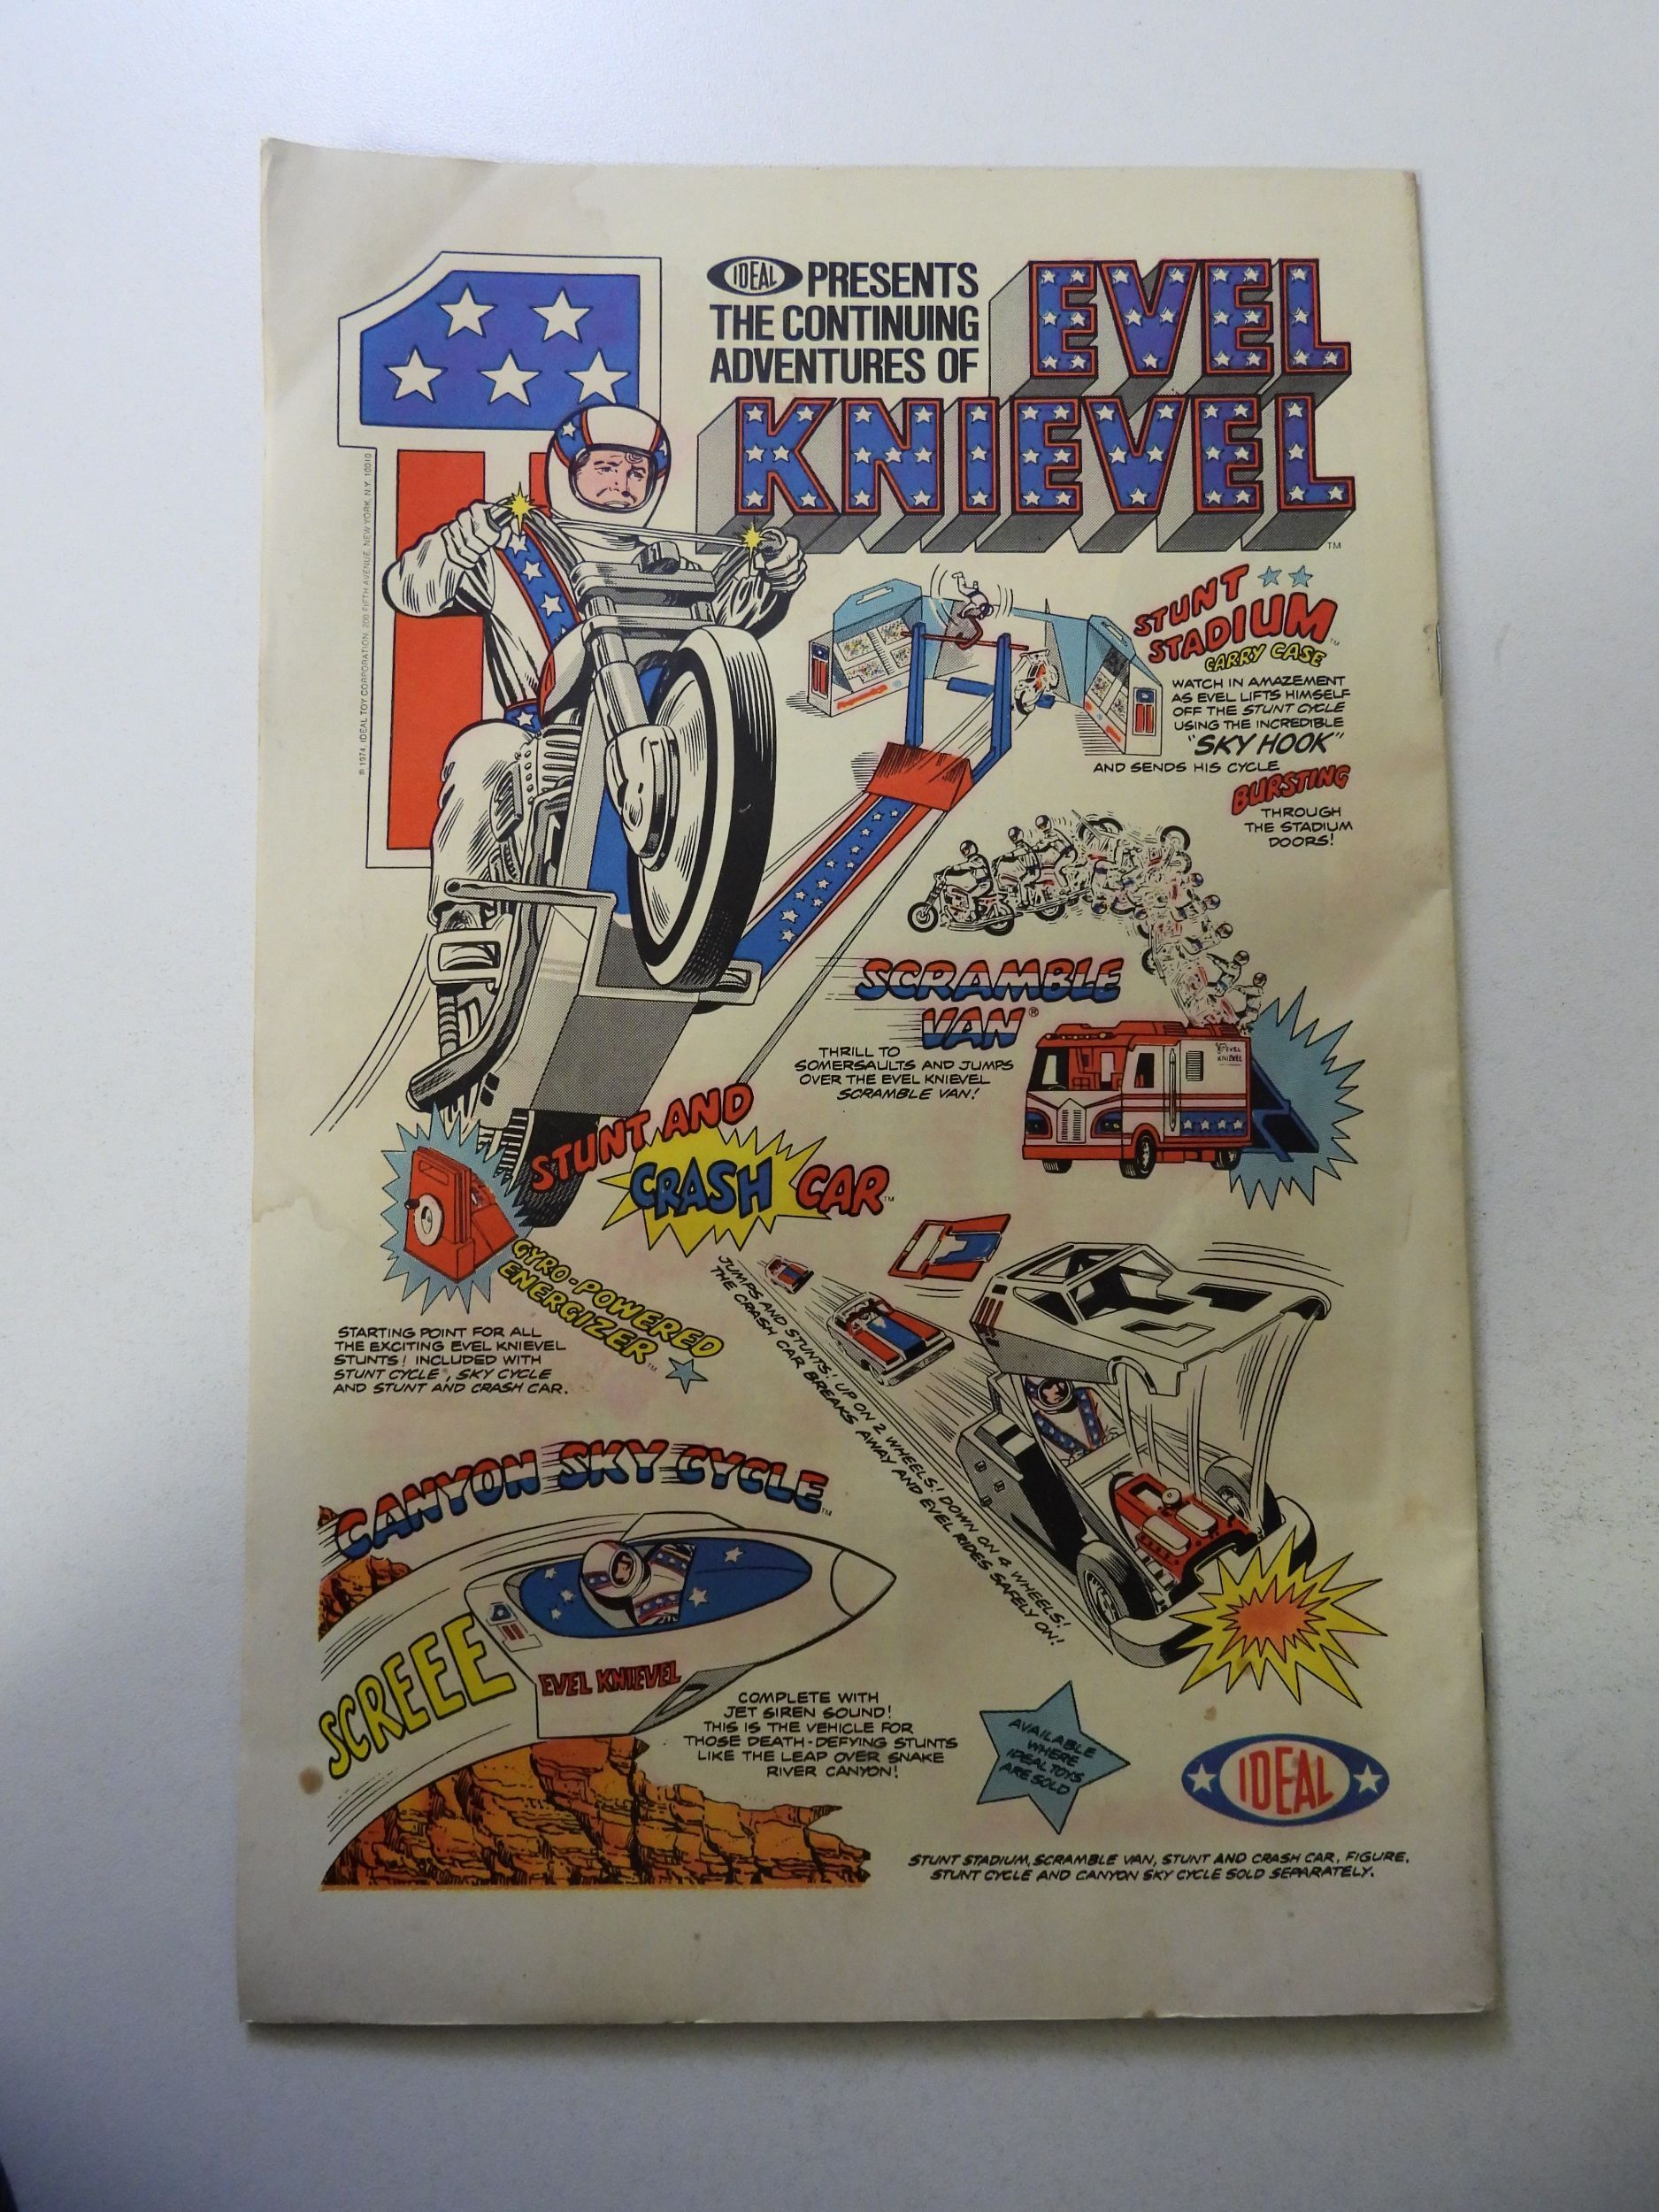 IDEAL PRESENTS
THE CONTINUING
ADVENTURES OF
EVEL
KNIEVEL
TM
© 1974, IDEAL TOY CORPORATION, 200 FIFTH AVENUE, NEW YORK, N.Y. 10010
STUNT
STADIUM™
CARRY CASE
WATCH IN AMAZEMENT
AS EVEL LIFTS HIMSELF
OFF THE STUNT CYCLE
USING THE INCREDIBLE
"SKY HOOK"
AND SENDS HIS CYCLE
BURSTING
THROUGH
THE STADIUM
DOORS!
SCRAMBLE
VAN®
THRILL TO
SOMERSAULTS AND JUMPS
OVER THE EVEL KNIEVEL
SCRAMBLE VAN!
EVEL
KNIEVEL
STUNT AND
CRASH CAR™
GYRO-POWERED
ENERGIZER™
STARTING POINT FOR ALL
THE EXCITING EVEL KNIEVEL
STUNTS! INCLUDED WITH
STUNT CYCLE®, SKY CYCLE
AND STUNT AND CRASH CAR.
JUMPS AND STUNTS! UP ON 2 WHEELS! DOWN ON 4 WHEELS!
THE CRASH CAR BREAKS AWAY AND EVEL RIDES SAFELY ON!
CANYON SKY CYCLE™
SCREEE
EVEL KNIEVEL
COMPLETE WITH
JET SIREN SOUND!
THIS IS THE VEHICLE FOR
THOSE DEATH-DEFYING STUNTS
LIKE THE LEAP OVER SNAKE
RIVER CANYON!
AVAILABLE
WHERE
IDEAL TOYS
ARE SOLD
IDEAL
STUNT STADIUM, SCRAMBLE VAN, STUNT AND CRASH CAR, FIGURE,
STUNT CYCLE AND CANYON SKY CYCLE SOLD SEPARATELY.